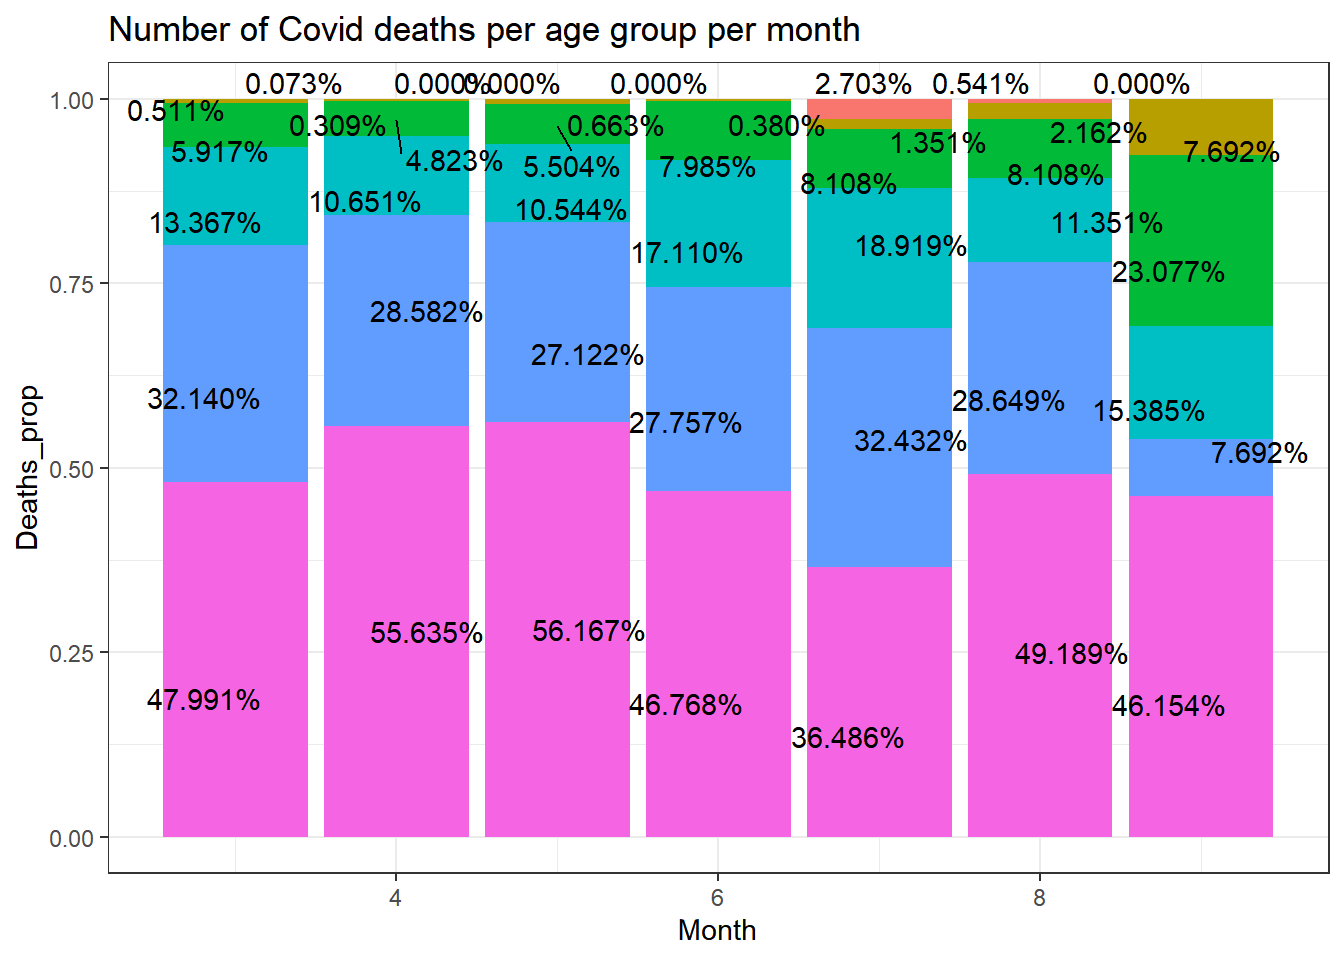 Number of Covid deaths per age group per month
0.073% 0.000% 0.000% 0.000% 2.703% 0.541% 0.000%
1.00
0.511% 0.309% 0.663% 0.380% 1.351% 2.162% 7.692%
5.917% 4.823% 5.504% 7.985% 8.108% 8.108% 11.351%
13.367% 10.651% 10.544% 17.110% 18.919% 23.077%
0.75
28.582% 27.122%
32.140% 27.757% 32.432% 28.649% 15.385% 7.692%
0.50
Deaths_prop
55.635% 56.167% 49.189%
0.25
47.991% 46.768% 36.486% 46.154%
0.00
4 6 8
Month